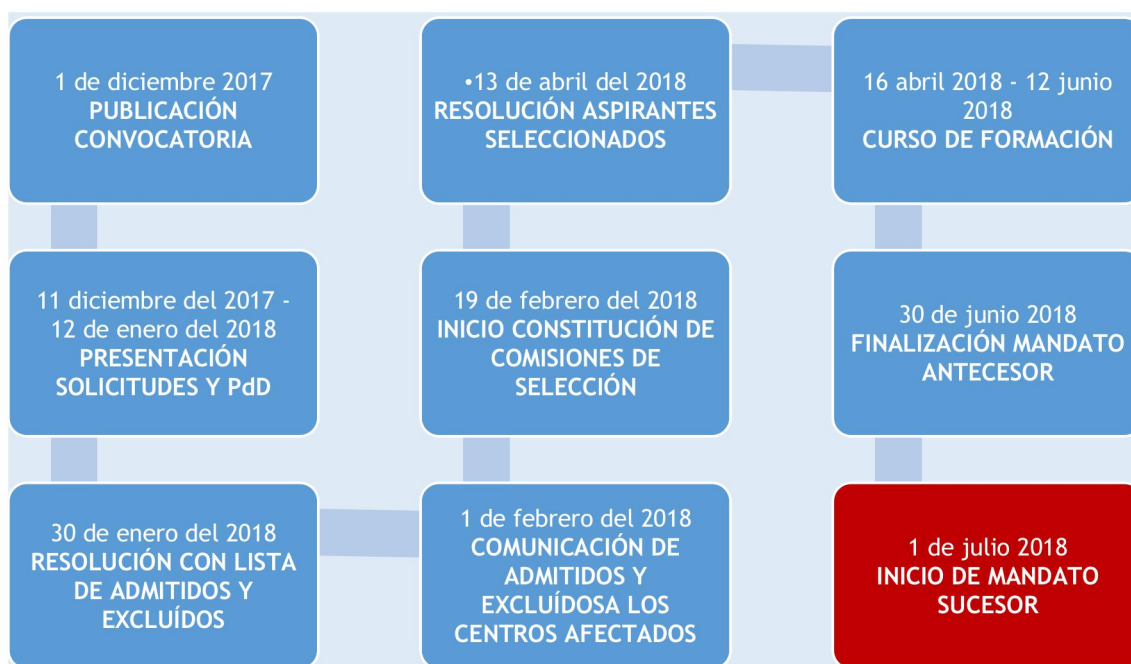 1 de diciembre 2017
PUBLICACIÓN
CONVOCATORIA
11 diciembre del 2017 -
12 de enero del 2018
PRESENTACIÓN
SOLICITUDES Y PdD
30 de enero del 2018
RESOLUCIÓN CON LISTA
DE ADMITIDOS Y
EXCLUÍDOS
1 de febrero del 2018
COMUNICACIÓN DE
ADMITIDOS Y
EXCLUÍDOSA LOS
CENTROS AFECTADOS
19 de febrero del 2018
INICIO CONSTITUCIÓN DE
COMISIONES DE
SELECCIÓN
•13 de abril del 2018
RESOLUCIÓN ASPIRANTES
SELECCIONADOS
16 abril 2018 - 12 junio
2018
CURSO DE FORMACIÓN
30 de junio 2018
FINALIZACIÓN MANDATO
ANTECESOR
1 de julio 2018
INICIO DE MANDATO
SUCESOR